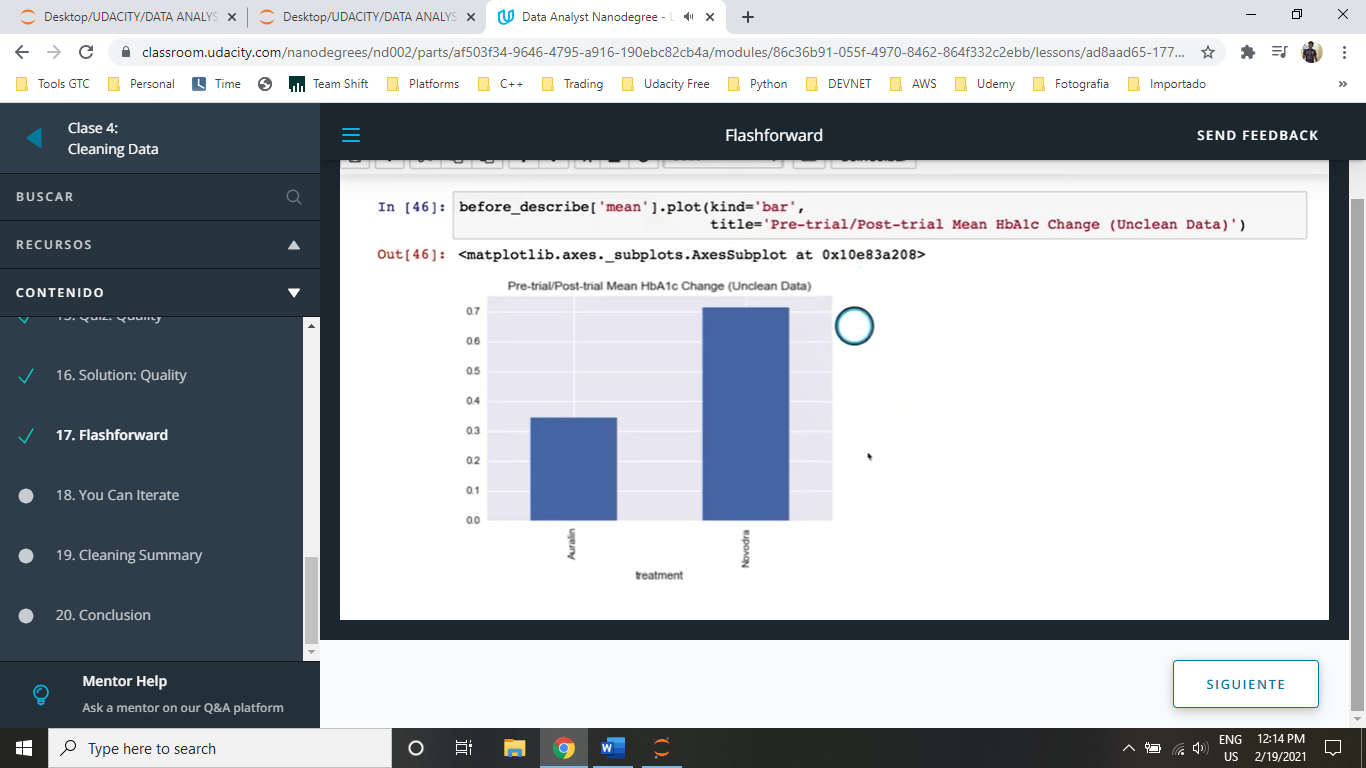 Desktop/UDACITY/DATA ANALYS
Desktop/UDACITY/DATA ANALYS
Data Analyst Nanodegree -
classroom.udacity.com/nanodegrees/nd002/parts/af503f34-9646-4795-a916-190ebc82cb4a/modules/86c36b91-055f-4970-8462-864f332c2ebb/lessons/ad8aad65-177...
Tools GTC
Personal
Time
Team Shift
Platforms
C++
Trading
Udacity Free
Python
DEVNET
AWS
Udemy
Fotografia
Importado
»
Clase 4:
Cleaning Data
Flashforward
SEND FEEDBACK
BUSCAR
RECURSOS
CONTENIDO
15. Quiz: Quality
16. Solution: Quality
17. Flashforward
18. You Can Iterate
19. Cleaning Summary
20. Conclusion
Mentor Help
Ask a mentor on our Q&A platform
In [46]: before_describe['mean'].plot(kind='bar',
title='Pre-trial/Post-trial Mean HbA1c Change (Unclean Data)')
Out[46]: <matplotlib.axes._subplots.AxesSubplot at 0x10e83a208>
Pre-trial/Post-trial Mean HbA1c Change (Unclean Data)
0.7
0.6
0.5
0.4
0.3
0.2
0.1
0.0
Auralin
Novodra
treatment
SIGUIENTE
Type here to search
ENG
US
12:14 PM
2/19/2021